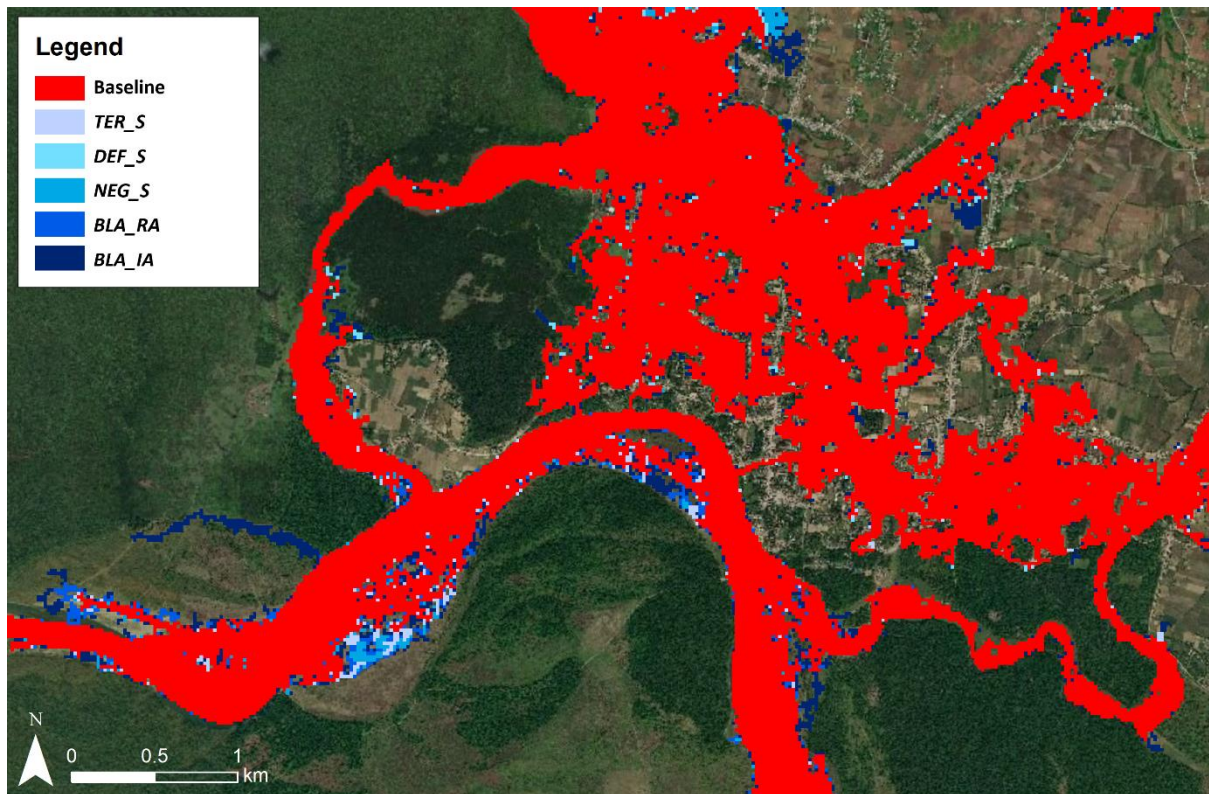 Legend
Baseline
TER_S
DEF_S
NEG_S
BLA_RA
BLA_IA
N
0 0.5 1
km